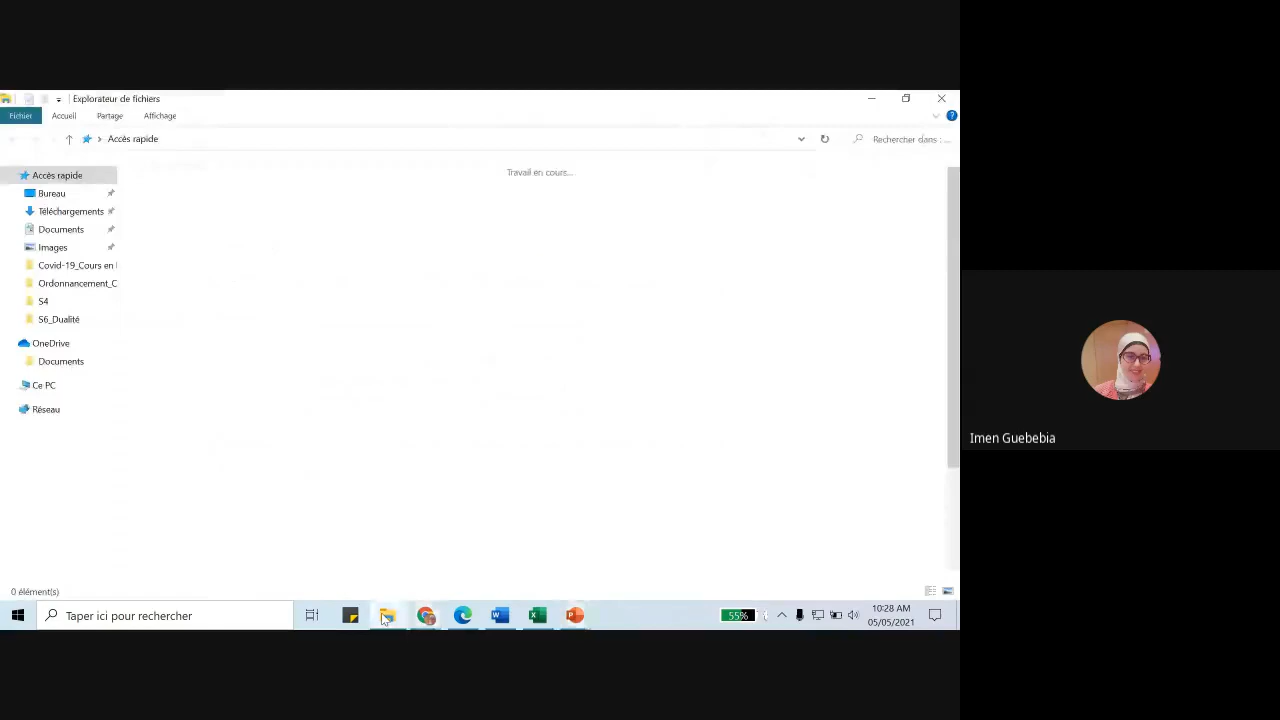 Explorateur de fichiers
Fichier Accueil Partage Affichage
Accès rapide
Rechercher dans : ...
Travail en cours...
Accès rapide
Bureau
Téléchargements
Documents
Images
Covid-19_Cours en
Ordonnancement_C
S4
S6_Dualité
OneDrive
Documents
Ce PC
Réseau
Imen Guebebia
0 élément(s)
Taper ici pour rechercher
55%
10:28 AM
05/05/2021